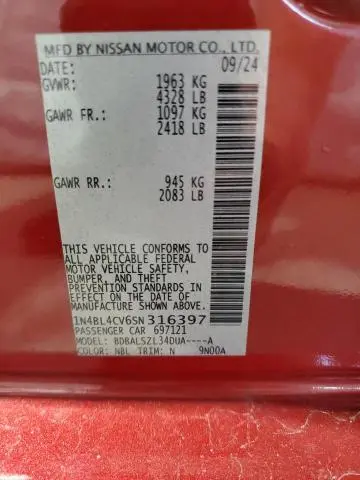 MFD BY NISSAN MOTOR CO., LTD.
DATE: 09/24
GVWR: 1963 KG
4328 LB
GAWR FR.: 1097 KG
2418 LB
GAWR RR.: 945 KG
2083 LB
THIS VEHICLE CONFORMS TO
ALL APPLICABLE FEDERAL
MOTOR VEHICLE SAFETY,
BUMPER, AND THEFT
PREVENTION STANDARDS IN
EFFECT ON THE DATE OF
MANUFACTURE SHOWN ABOVE.
1N4BL4CV6SN316397
PASSENGER CAR 697121
MODEL: BDBALSZL34DUA----A
COLOR: NBL TRIM: N 9N00A